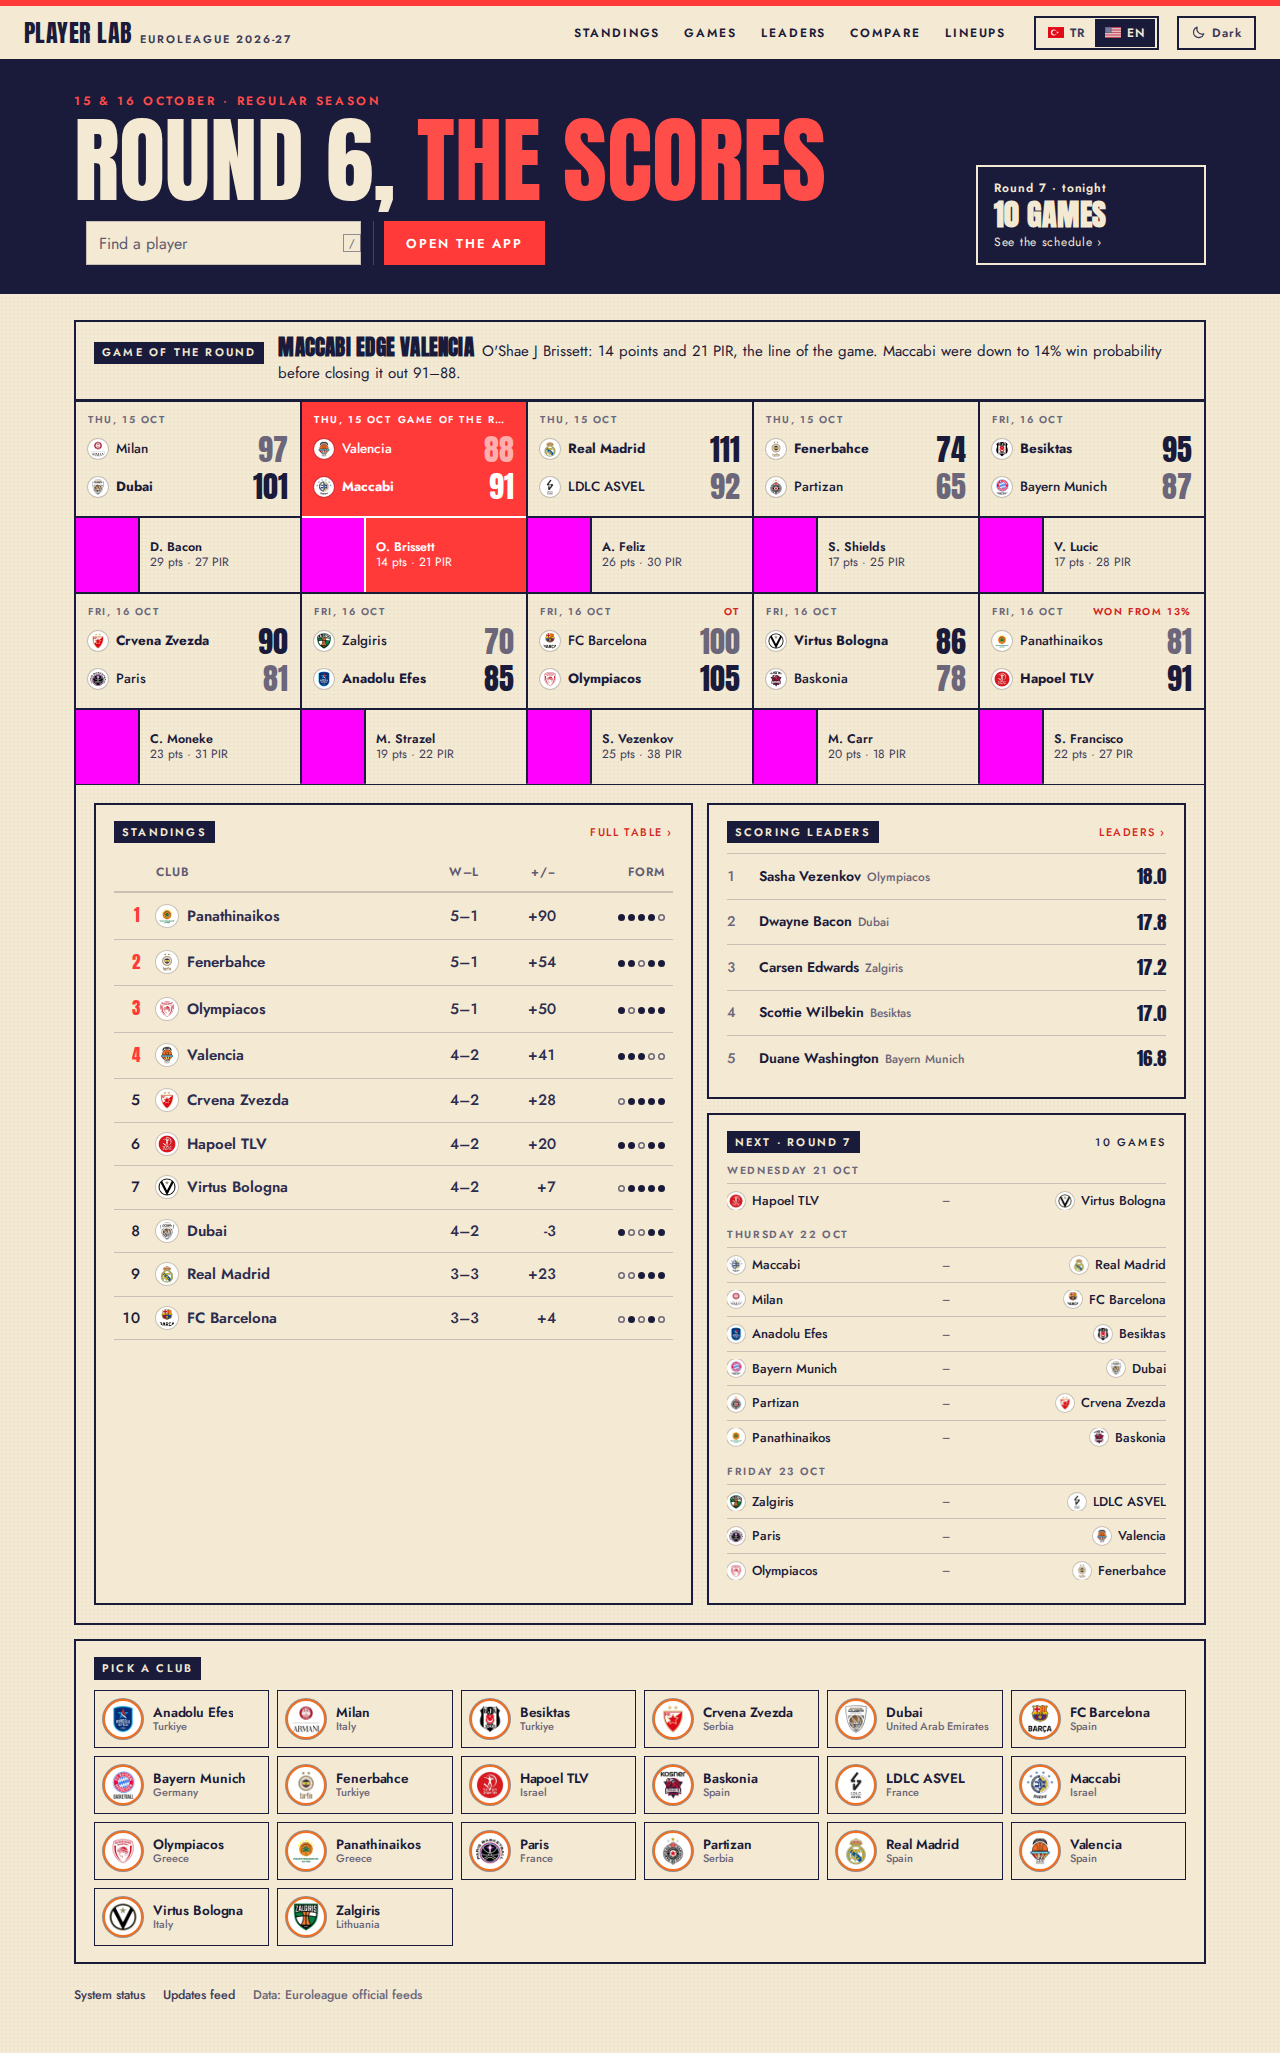 PLAYER LAB EUROLEAGUE 2026-27
STANDINGS GAMES LEADERS COMPARE LINEUPS TR EN Dark
15 & 16 OCTOBER · REGULAR SEASON
ROUND 6, THE SCORES
Find a player /
OPEN THE APP
Round 7 · tonight
10 GAMES
See the schedule ›
GAME OF THE ROUND
MACCABI EDGE VALENCIA O'Shae J Brissett: 14 points and 21 PIR, the line of the game. Maccabi were down to 14% win probability
before closing it out 91–88.
THU, 15 OCT
Milan 97
Dubai 101
D. Bacon
29 pts · 27 PIR
THU, 15 OCT GAME OF THE R...
Valencia 88
Maccabi 91
O. Brissett
14 pts · 21 PIR
THU, 15 OCT
Real Madrid 111
LDLC ASVEL 92
A. Feliz
26 pts · 30 PIR
THU, 15 OCT
Fenerbahce 74
Partizan 65
S. Shields
17 pts · 25 PIR
FRI, 16 OCT
Besiktas 95
Bayern Munich 87
V. Lucic
17 pts · 28 PIR
FRI, 16 OCT
Crvena Zvezda 90
Paris 81
C. Moneke
23 pts · 31 PIR
FRI, 16 OCT
Zalgiris 70
Anadolu Efes 85
M. Strazel
19 pts · 22 PIR
FRI, 16 OCT OT
FC Barcelona 100
Olympiacos 105
S. Vezenkov
25 pts · 38 PIR
FRI, 16 OCT
Virtus Bologna 86
Baskonia 78
M. Carr
20 pts · 18 PIR
FRI, 16 OCT WON FROM 13%
Panathinaikos 81
Hapoel TLV 91
S. Francisco
22 pts · 27 PIR
STANDINGS FULL TABLE ›
CLUB W–L +/− FORM
1 Panathinaikos 5–1 +90
2 Fenerbahce 5–1 +54
3 Olympiacos 5–1 +50
4 Valencia 4–2 +41
5 Crvena Zvezda 4–2 +28
6 Hapoel TLV 4–2 +20
7 Virtus Bologna 4–2 +7
8 Dubai 4–2 -3
9 Real Madrid 3–3 +23
10 FC Barcelona 3–3 +4
SCORING LEADERS LEADERS ›
1 Sasha Vezenkov Olympiacos 18.0
2 Dwayne Bacon Dubai 17.8
3 Carsen Edwards Zalgiris 17.2
4 Scottie Wilbekin Besiktas 17.0
5 Duane Washington Bayern Munich 16.8
NEXT · ROUND 7 10 GAMES
WEDNESDAY 21 OCT
Hapoel TLV – Virtus Bologna
THURSDAY 22 OCT
Maccabi – Real Madrid
Milan – FC Barcelona
Anadolu Efes – Besiktas
Bayern Munich – Dubai
Partizan – Crvena Zvezda
Panathinaikos – Baskonia
FRIDAY 23 OCT
Zalgiris – LDLC ASVEL
Paris – Valencia
Olympiacos – Fenerbahce
PICK A CLUB
Anadolu Efes
Turkiye
Milan
Italy
Besiktas
Turkiye
Crvena Zvezda
Serbia
Dubai
United Arab Emirates
FC Barcelona
Spain
Bayern Munich
Germany
Fenerbahce
Turkiye
Hapoel TLV
Israel
Baskonia
Spain
LDLC ASVEL
France
Maccabi
Israel
Olympiacos
Greece
Panathinaikos
Greece
Paris
France
Partizan
Serbia
Real Madrid
Spain
Valencia
Spain
Virtus Bologna
Italy
Zalgiris
Lithuania
System status Updates feed Data: Euroleague official feeds